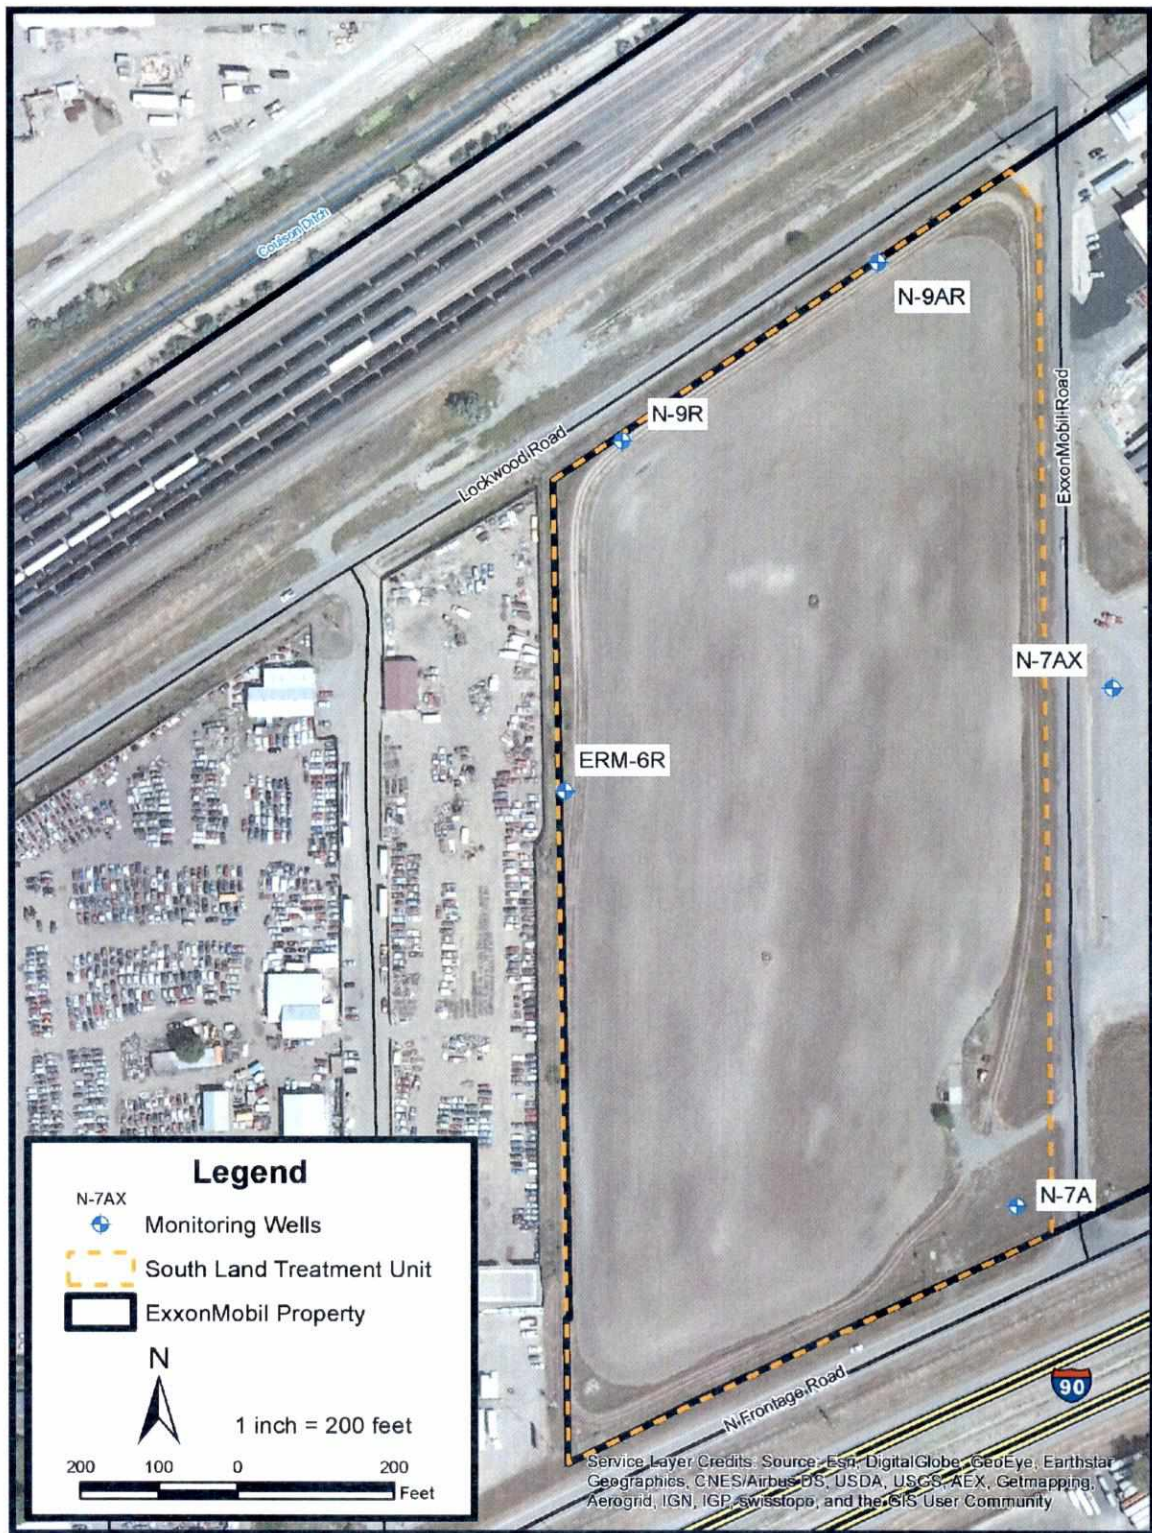 Coulson Ditch
N-9AR
N-9R
Lockwood Road
ExxonMobil Road
N-7AX
ERM-6R
N-7A
N Frontage Road
90
Legend
N-7AX
Monitoring Wells
South Land Treatment Unit
ExxonMobil Property
N
1 inch = 200 feet
200 100 0 200
Feet
Service Layer Credits: Source: Esri, DigitalGlobe, GeoEye, Earthstar
Geographics, CNES/Airbus DS, USDA, USGS, AEX, Getmapping,
Aerogrid, IGN, IGP, swisstopo, and the GIS User Community